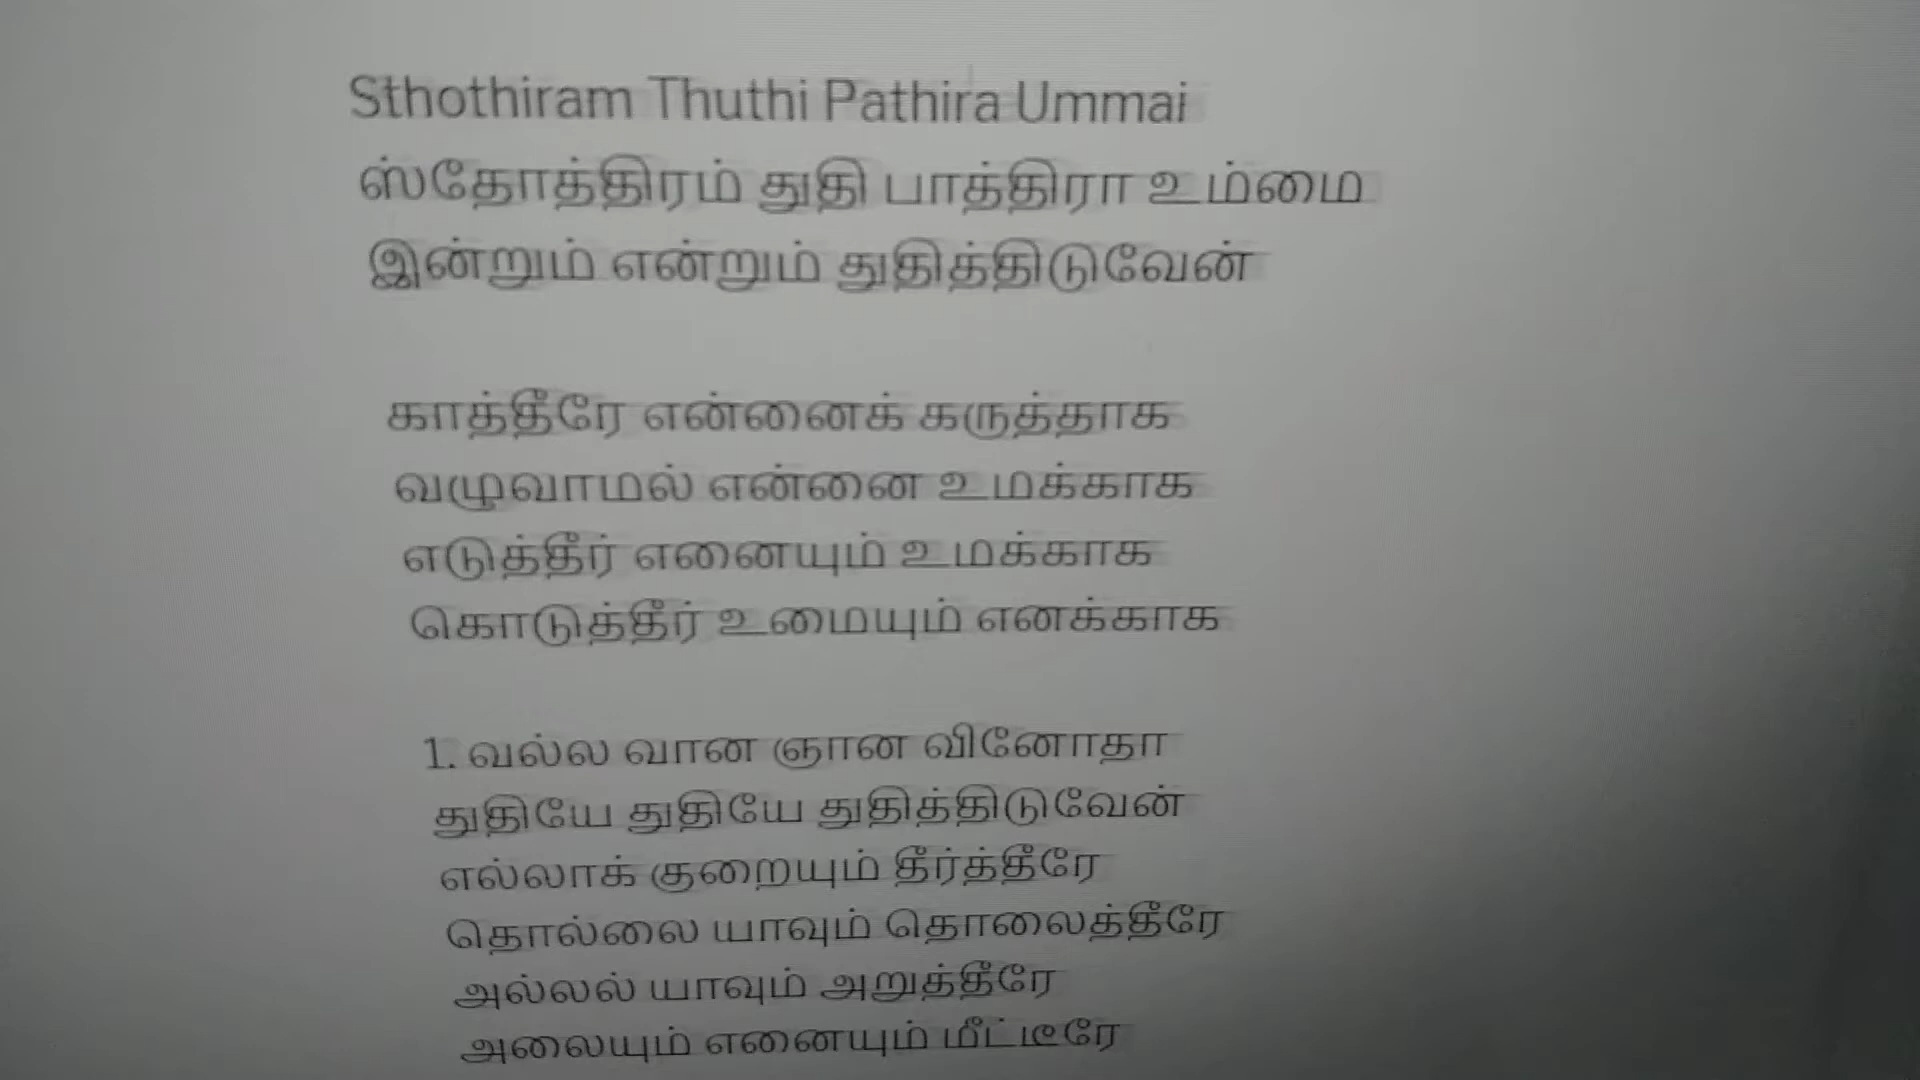 Sthothiram Thuthi Pathira Ummai
ஸ்தோத்திரம் துதி பாத்திரா உம்மை
இன்றும் என்றும் துதித்திடுவேன்
காத்தீரே என்னைக் கருத்தாக
வழுவாமல் என்னை உமக்காக
எடுத்தீர் எனையும் உமக்காக
கொடுத்தீர் உமையும் எனக்காக
1. வல்ல வான ஞான வினோதா
துதியே துதியே துதித்திடுவேன்
எல்லாக் குறையும் தீர்த்தீரே
தொல்லை யாவும் தொலைத்தீரே
அல்லல் யாவும் அறுத்தீரே
அலையும் எனையும் மீட்டீரே